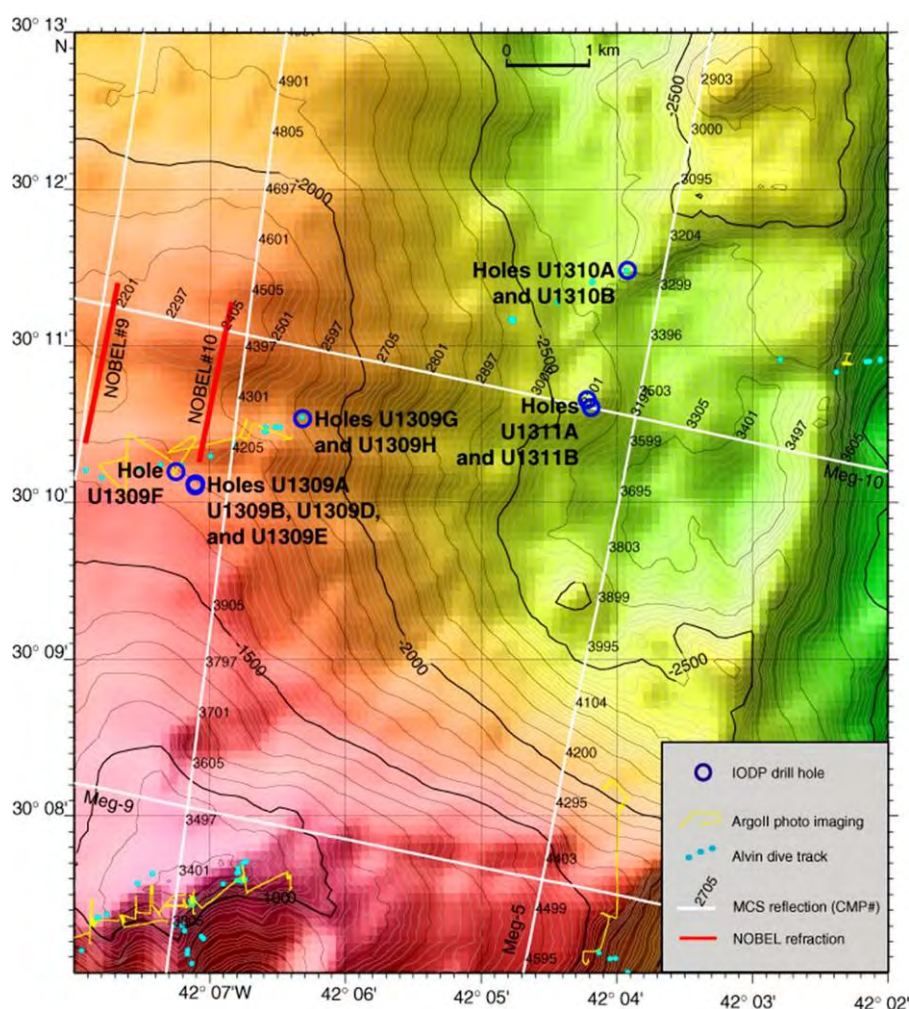 30° 13'
N
0 1 km
4901
2903
-2500
4805
3000
30° 12'
4697
-2000
3095
4601
3204
Holes U1310A
and U1310B
3299
4505
2201
2297
2405
2501
2597
30° 11'
4397
2705
2801
2897
-2500
3396
NOBEL#9
NOBEL#10
4301
3503
Holes U1309G
and U1309H
Holes
U1311A
and U1311B
3305
3401
3497
3605
3599
4205
Meg-10
Hole
U1309F
Holes U1309A
U1309B, U1309D,
and U1309E
30° 10'
3695
3803
3899
3905
-1500
-2000
3995
-2500
30° 09'
3797
4104
3701
4200
3605
IODP drill hole
30° 08'
Meg-9
4295
3497
ArgoII photo imaging
4403
Alvin dive track
3401
1000
4499
2705
MCS reflection (CMP#)
Meg-5
4595
NOBEL refraction
42° 07'W
42° 06'
42° 05'
42° 04'
42° 03'
42° 02'